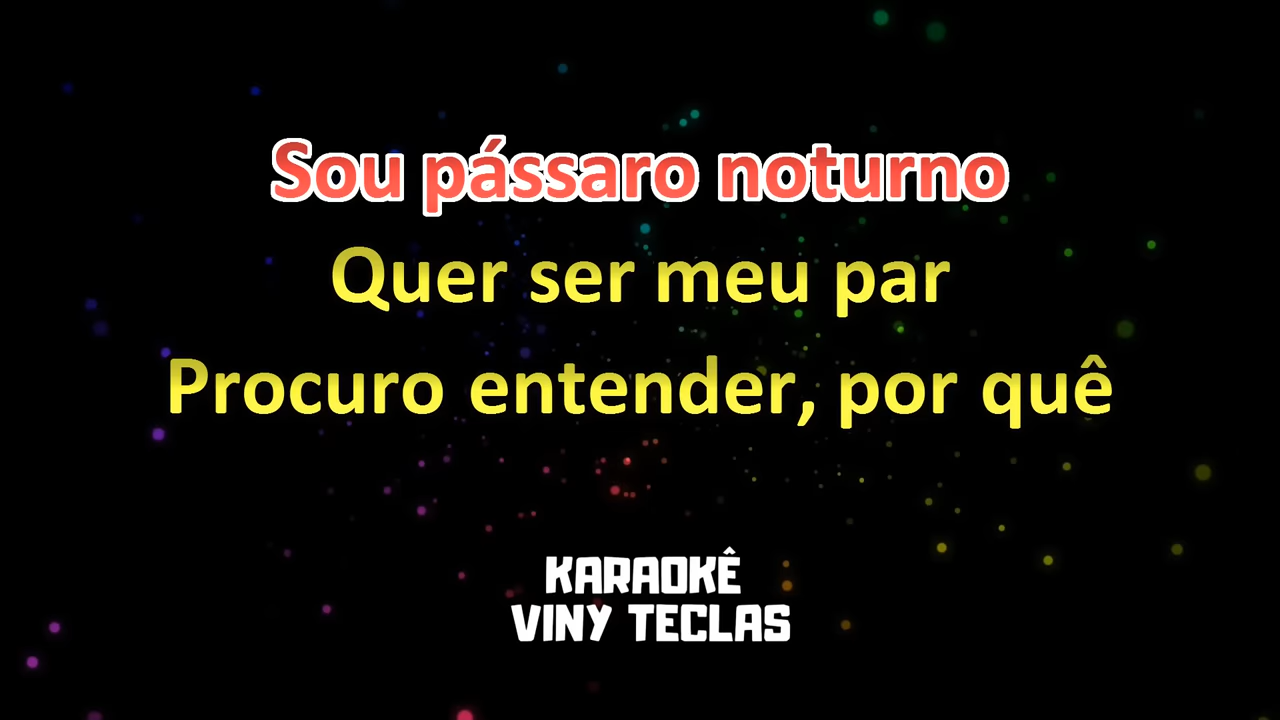 Sou pássaro noturno
Quer ser meu par
Procuro entender, por quê
KARAOKÊ
VINY TECLAS